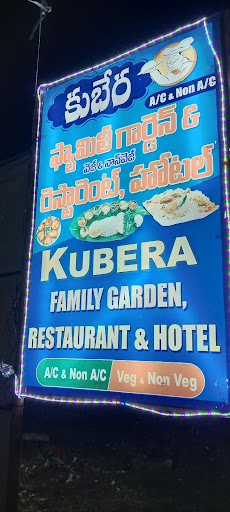 కుబేర
A/C & Non A/C
ఫ్యామిలీ గార్డెన్ &
వెజ్ & నాన్‌వెజ్
రెస్టారెంట్, హోటల్
KUBERA
FAMILY GARDEN,
RESTAURANT & HOTEL
A/C & Non A/C Veg & Non Veg